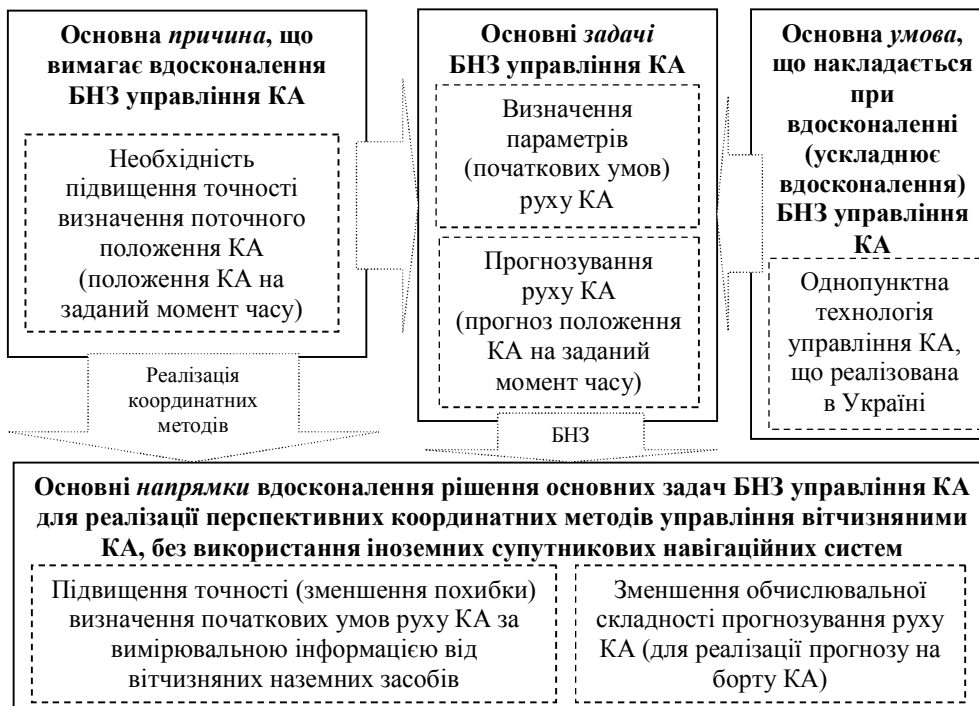 Основна причина, що
вимагає вдосконалення
БНЗ управління КА
Необхідність
підвищення точності
визначення поточного
положення КА
(положення КА на
заданий момент часу)
Основні задачі
БНЗ управління КА
Визначення
параметрів
(початкових умов)
руху КА
Прогнозування
руху КА
(прогноз положення
КА на заданий
момент часу)
Основна умова,
що накладається
при
вдосконаленні
(ускладнює
вдосконалення)
БНЗ управління
КА
Однопунктна
технологія
управління КА,
що реалізована
в Україні
Реалізація
координатних
методів
БНЗ
Основні напрямки вдосконалення рішення основних задач БНЗ управління КА
для реалізації перспективних координатних методів управління вітчизняними
КА, без використання іноземних супутникових навігаційних систем
Підвищення точності (зменшення похибки)
визначення початкових умов руху КА за
вимірювальною інформацією від
вітчизняних наземних засобів
Зменшення обчислювальної
складності прогнозування руху
КА (для реалізації прогнозу на
борту КА)